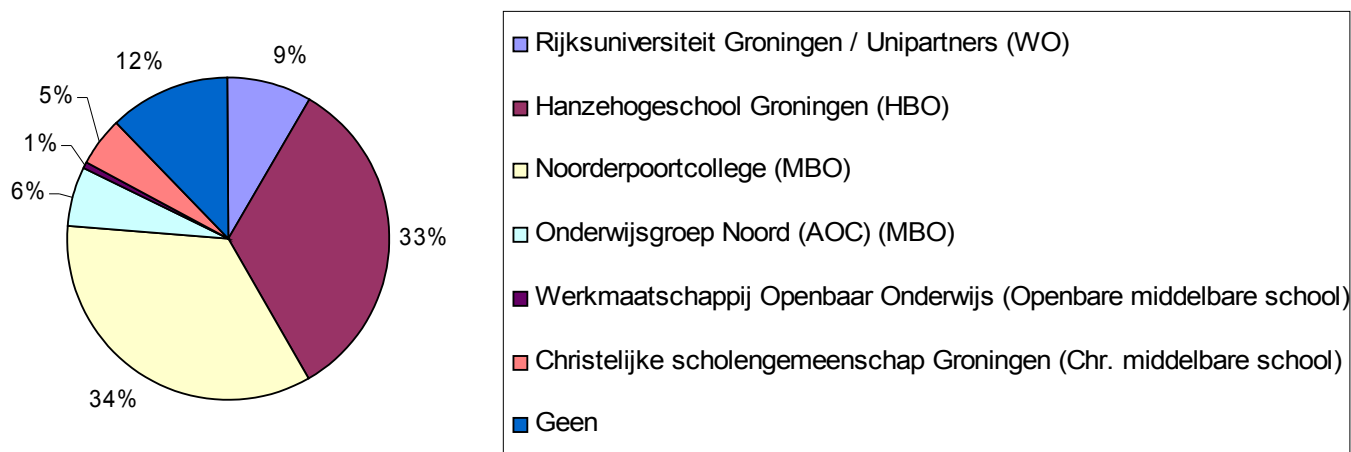 12%
9%
5%
1%
6%
33%
34%
Rijksuniversiteit Groningen / Unipartners (WO)
Hanzehogeschool Groningen (HBO)
Noorderpoortcollege (MBO)
Onderwijsgroep Noord (AOC) (MBO)
Werkmaatschappij Openbaar Onderwijs (Openbare middelbare school)
Christelijke scholengemeenschap Groningen (Chr. middelbare school)
Geen